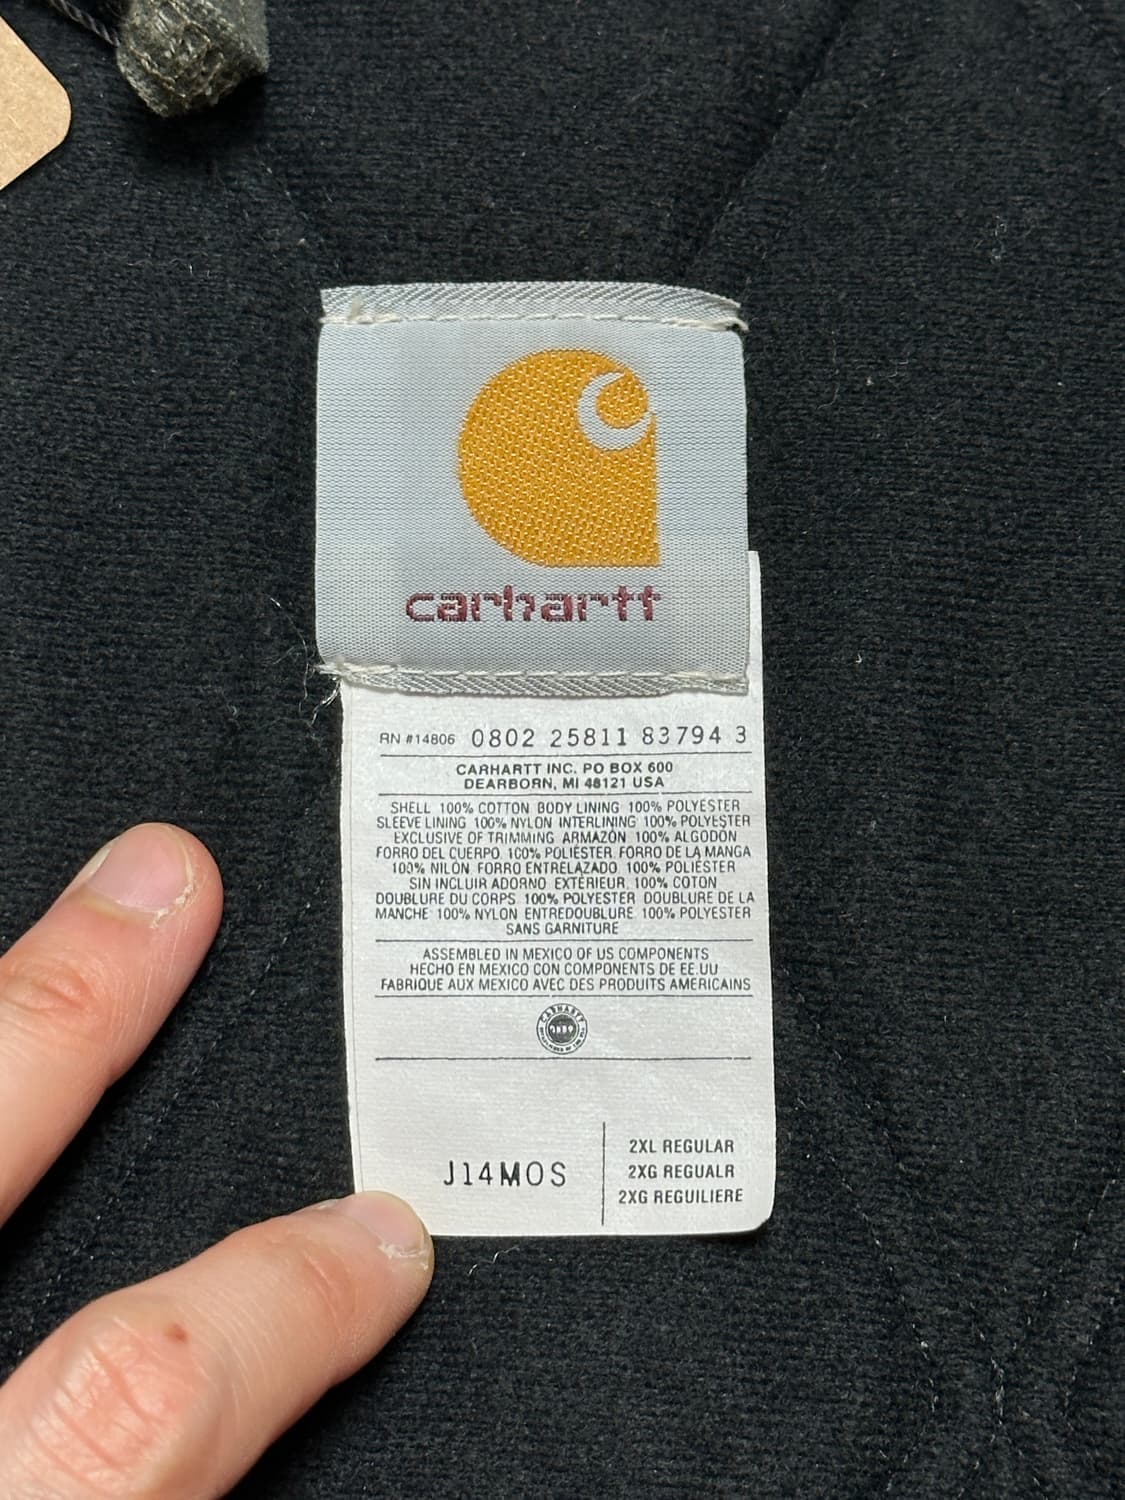 carhartt
RN #14806 0802 25811 83794 3
CARHARTT INC. PO BOX 600
DEARBORN, MI 48121 USA
SHELL 100% COTTON BODY LINING 100% POLYESTER
SLEEVE LINING 100% NYLON INTERLINING 100% POLYESTER
EXCLUSIVE OF TRIMMING ARMAZÓN 100% ALGODÓN
FORRO DEL CUERPO. 100% POLIÉSTER. FORRO DE LA MANGA
100% NILÓN. FORRO ENTRELAZADO. 100% POLIÉSTER
SIN INCLUIR ADORNO EXTÉRIEUR. 100% COTON
DOUBLURE DU CORPS. 100% POLYESTER DOUBLURE DE LA
MANCHE 100% NYLON ENTREDOUBLURE 100% POLYESTER
SANS GARNITURE
ASSEMBLED IN MEXICO OF US COMPONENTS
HECHO EN MEXICO CON COMPONENTS DE EE.UU
FABRIQUE AUX MEXICO AVEC DES PRODUITS AMERICAINS
CARHARTT
J14MOS
2XL REGULAR
2XG REGUALR
2XG REGUILIERE